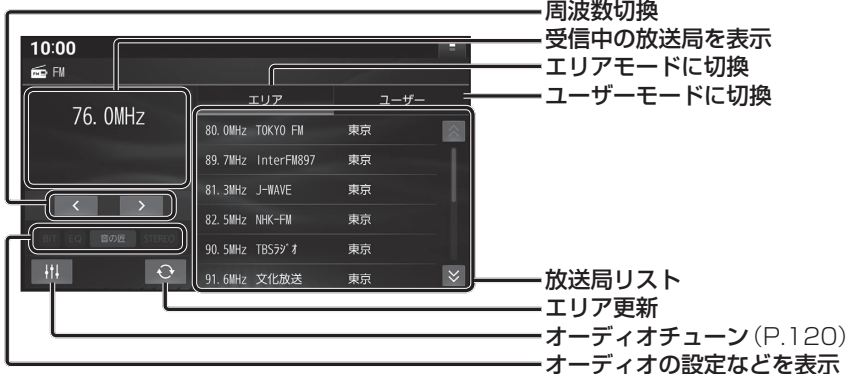 周波数切換
受信中の放送局を表示
エリアモードに切換
ユーザーモードに切換
10:00
FM
エリア ユーザー
76.0MHz
80.0MHz TOKYO FM 東京
89.7MHz InterFM897 東京
81.3MHz J-WAVE 東京
82.5MHz NHK-FM 東京
90.5MHz TBSラジオ 東京
91.6MHz 文化放送 東京
BIT EQ 音の匠 STEREO
放送局リスト
エリア更新
オーディオチューン(P.120)
オーディオの設定などを表示